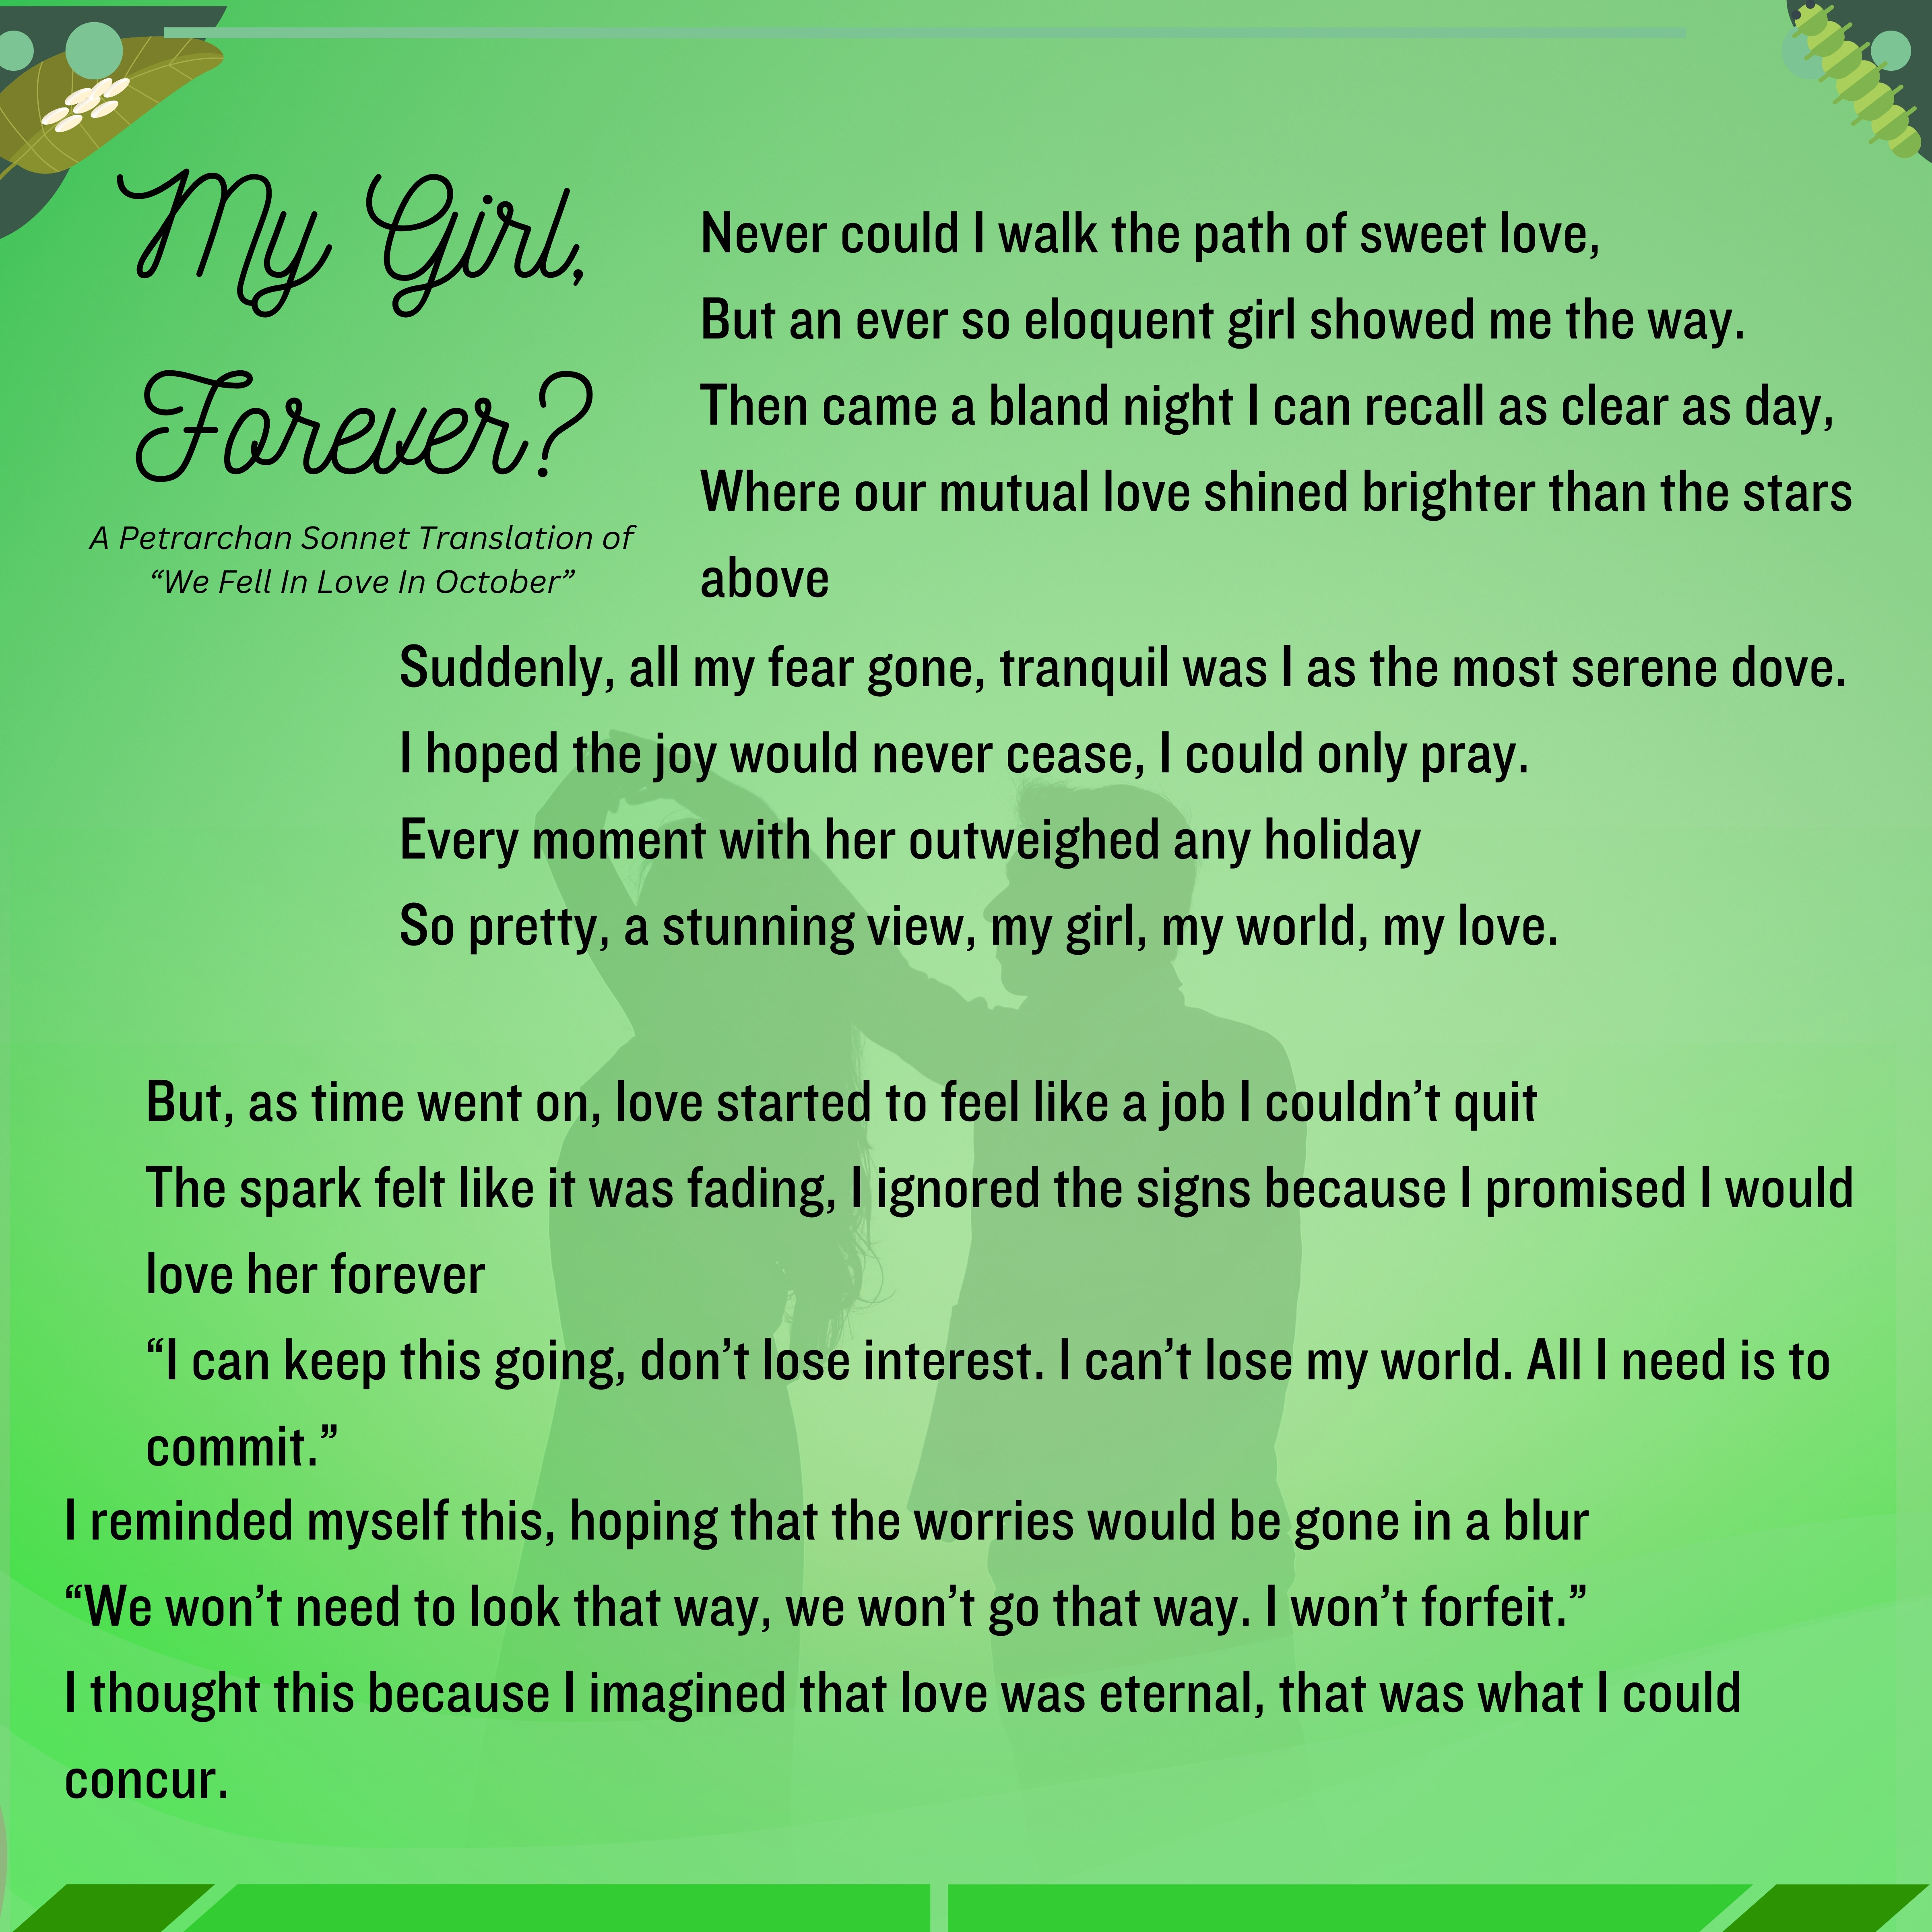 My Girl,
Forever?
A Petrarchan Sonnet Translation of
“We Fell In Love In October”
Never could I walk the path of sweet love,
But an ever so eloquent girl showed me the way.
Then came a bland night I can recall as clear as day,
Where our mutual love shined brighter than the stars
above
Suddenly, all my fear gone, tranquil was I as the most serene dove.
I hoped the joy would never cease, I could only pray.
Every moment with her outweighed any holiday
So pretty, a stunning view, my girl, my world, my love.
But, as time went on, love started to feel like a job I couldn’t quit
The spark felt like it was fading, I ignored the signs because I promised I would
love her forever
“I can keep this going, don’t lose interest. I can’t lose my world. All I need is to
commit.”
I reminded myself this, hoping that the worries would be gone in a blur
“We won’t need to look that way, we won’t go that way. I won’t forfeit.”
I thought this because I imagined that love was eternal, that was what I could
concur.